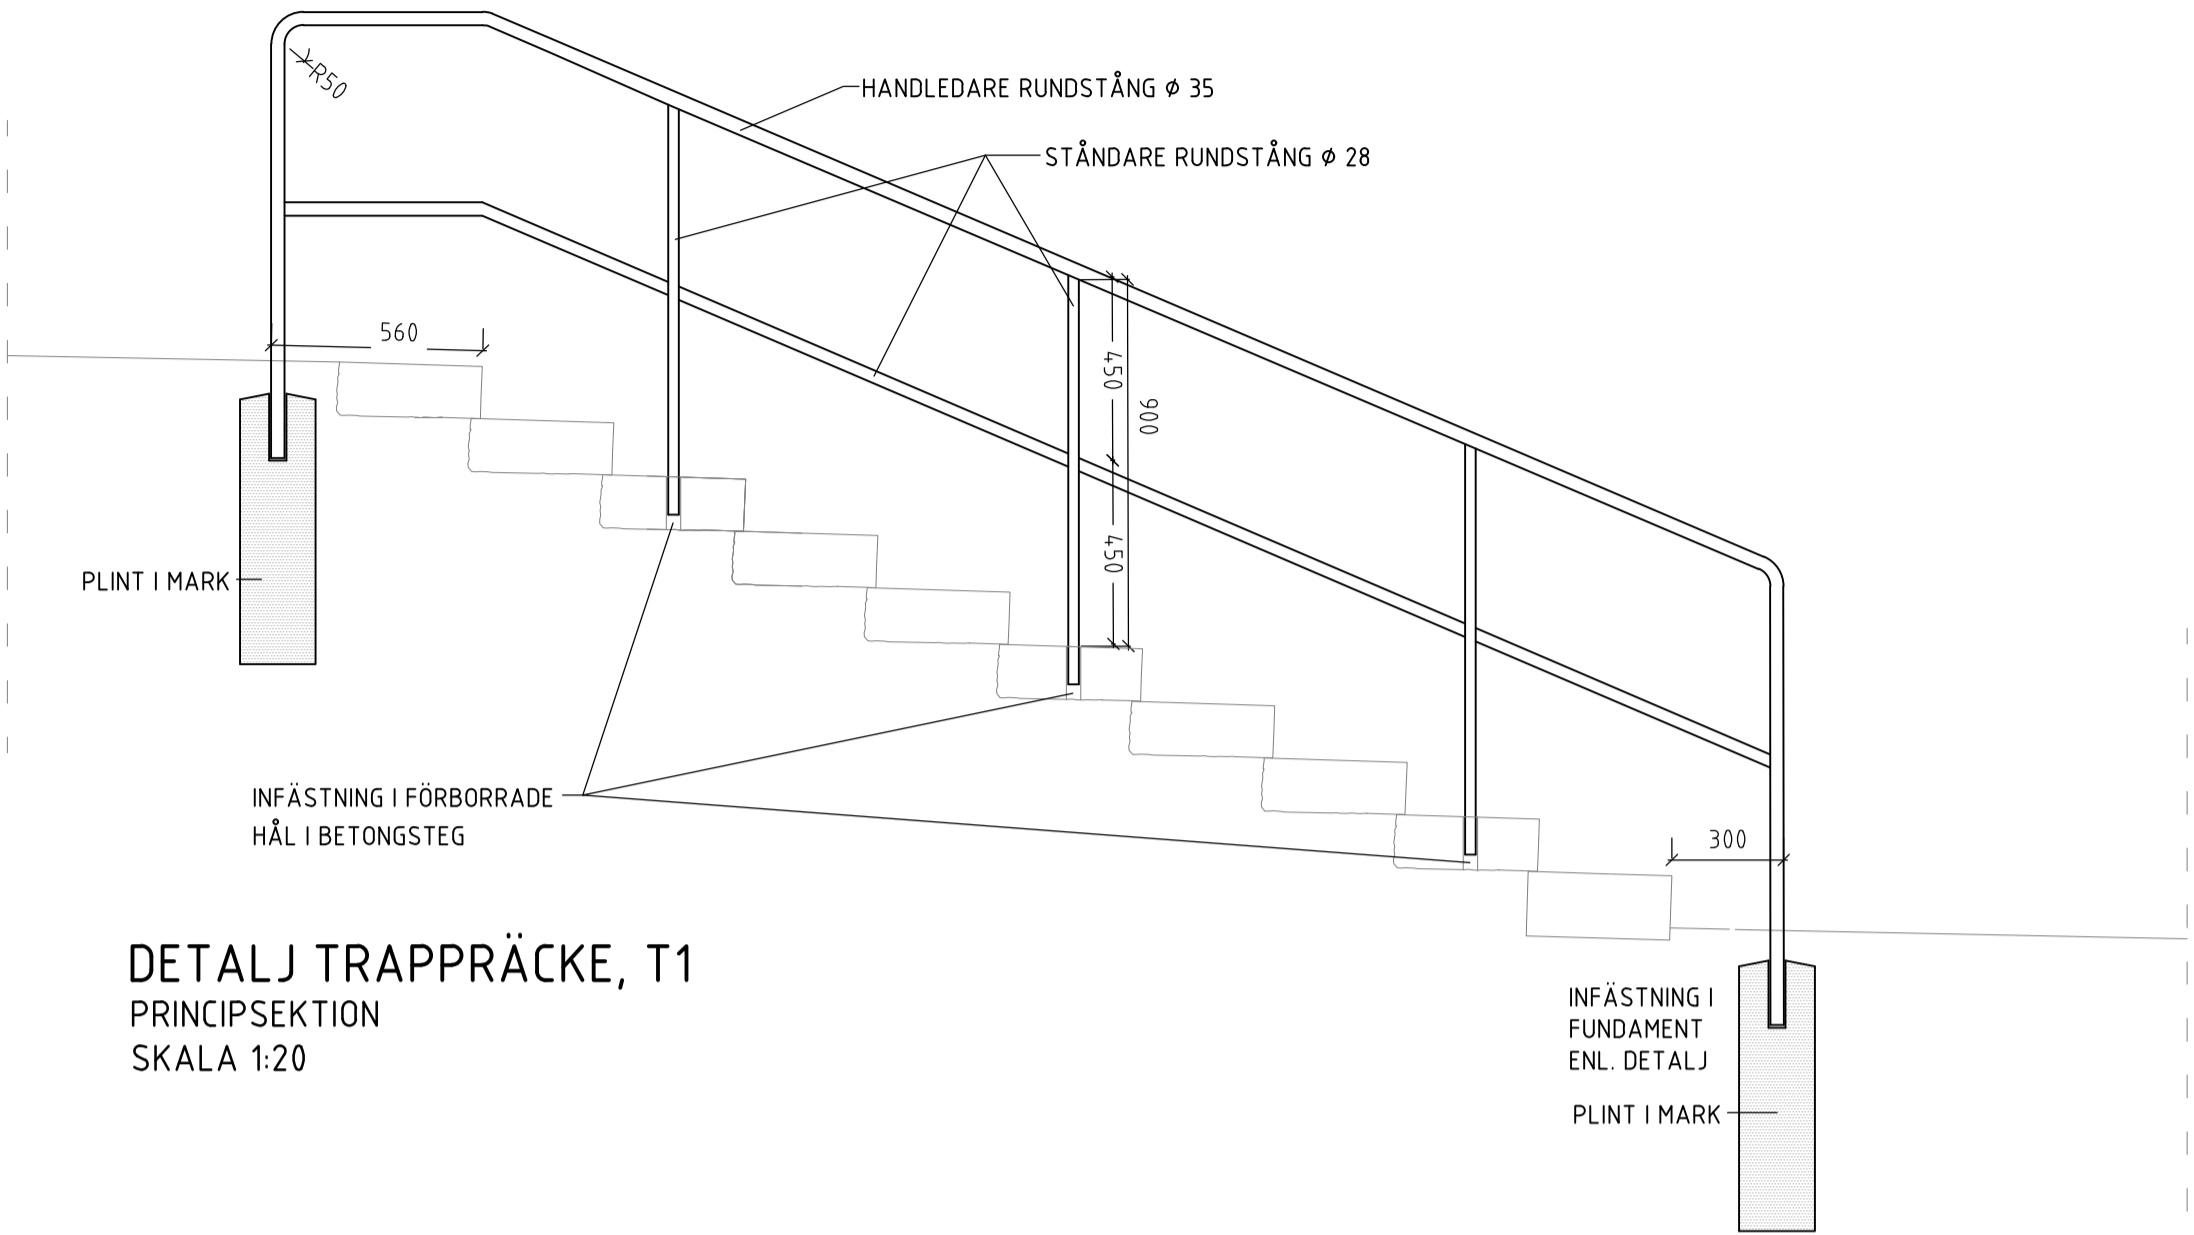 R50
HANDLEDARE RUNDSTÅNG Ø 35
STÅNDARE RUNDSTÅNG Ø 28
560
450
900
450
PLINT I MARK
INFÄSTNING I FÖRBORRADE
HÅL I BETONGSTEG
300
DETALJ TRAPPRÄCKE, T1
PRINCIPSEKTION
SKALA 1:20
INFÄSTNING I
FUNDAMENT
ENL. DETALJ
PLINT I MARK